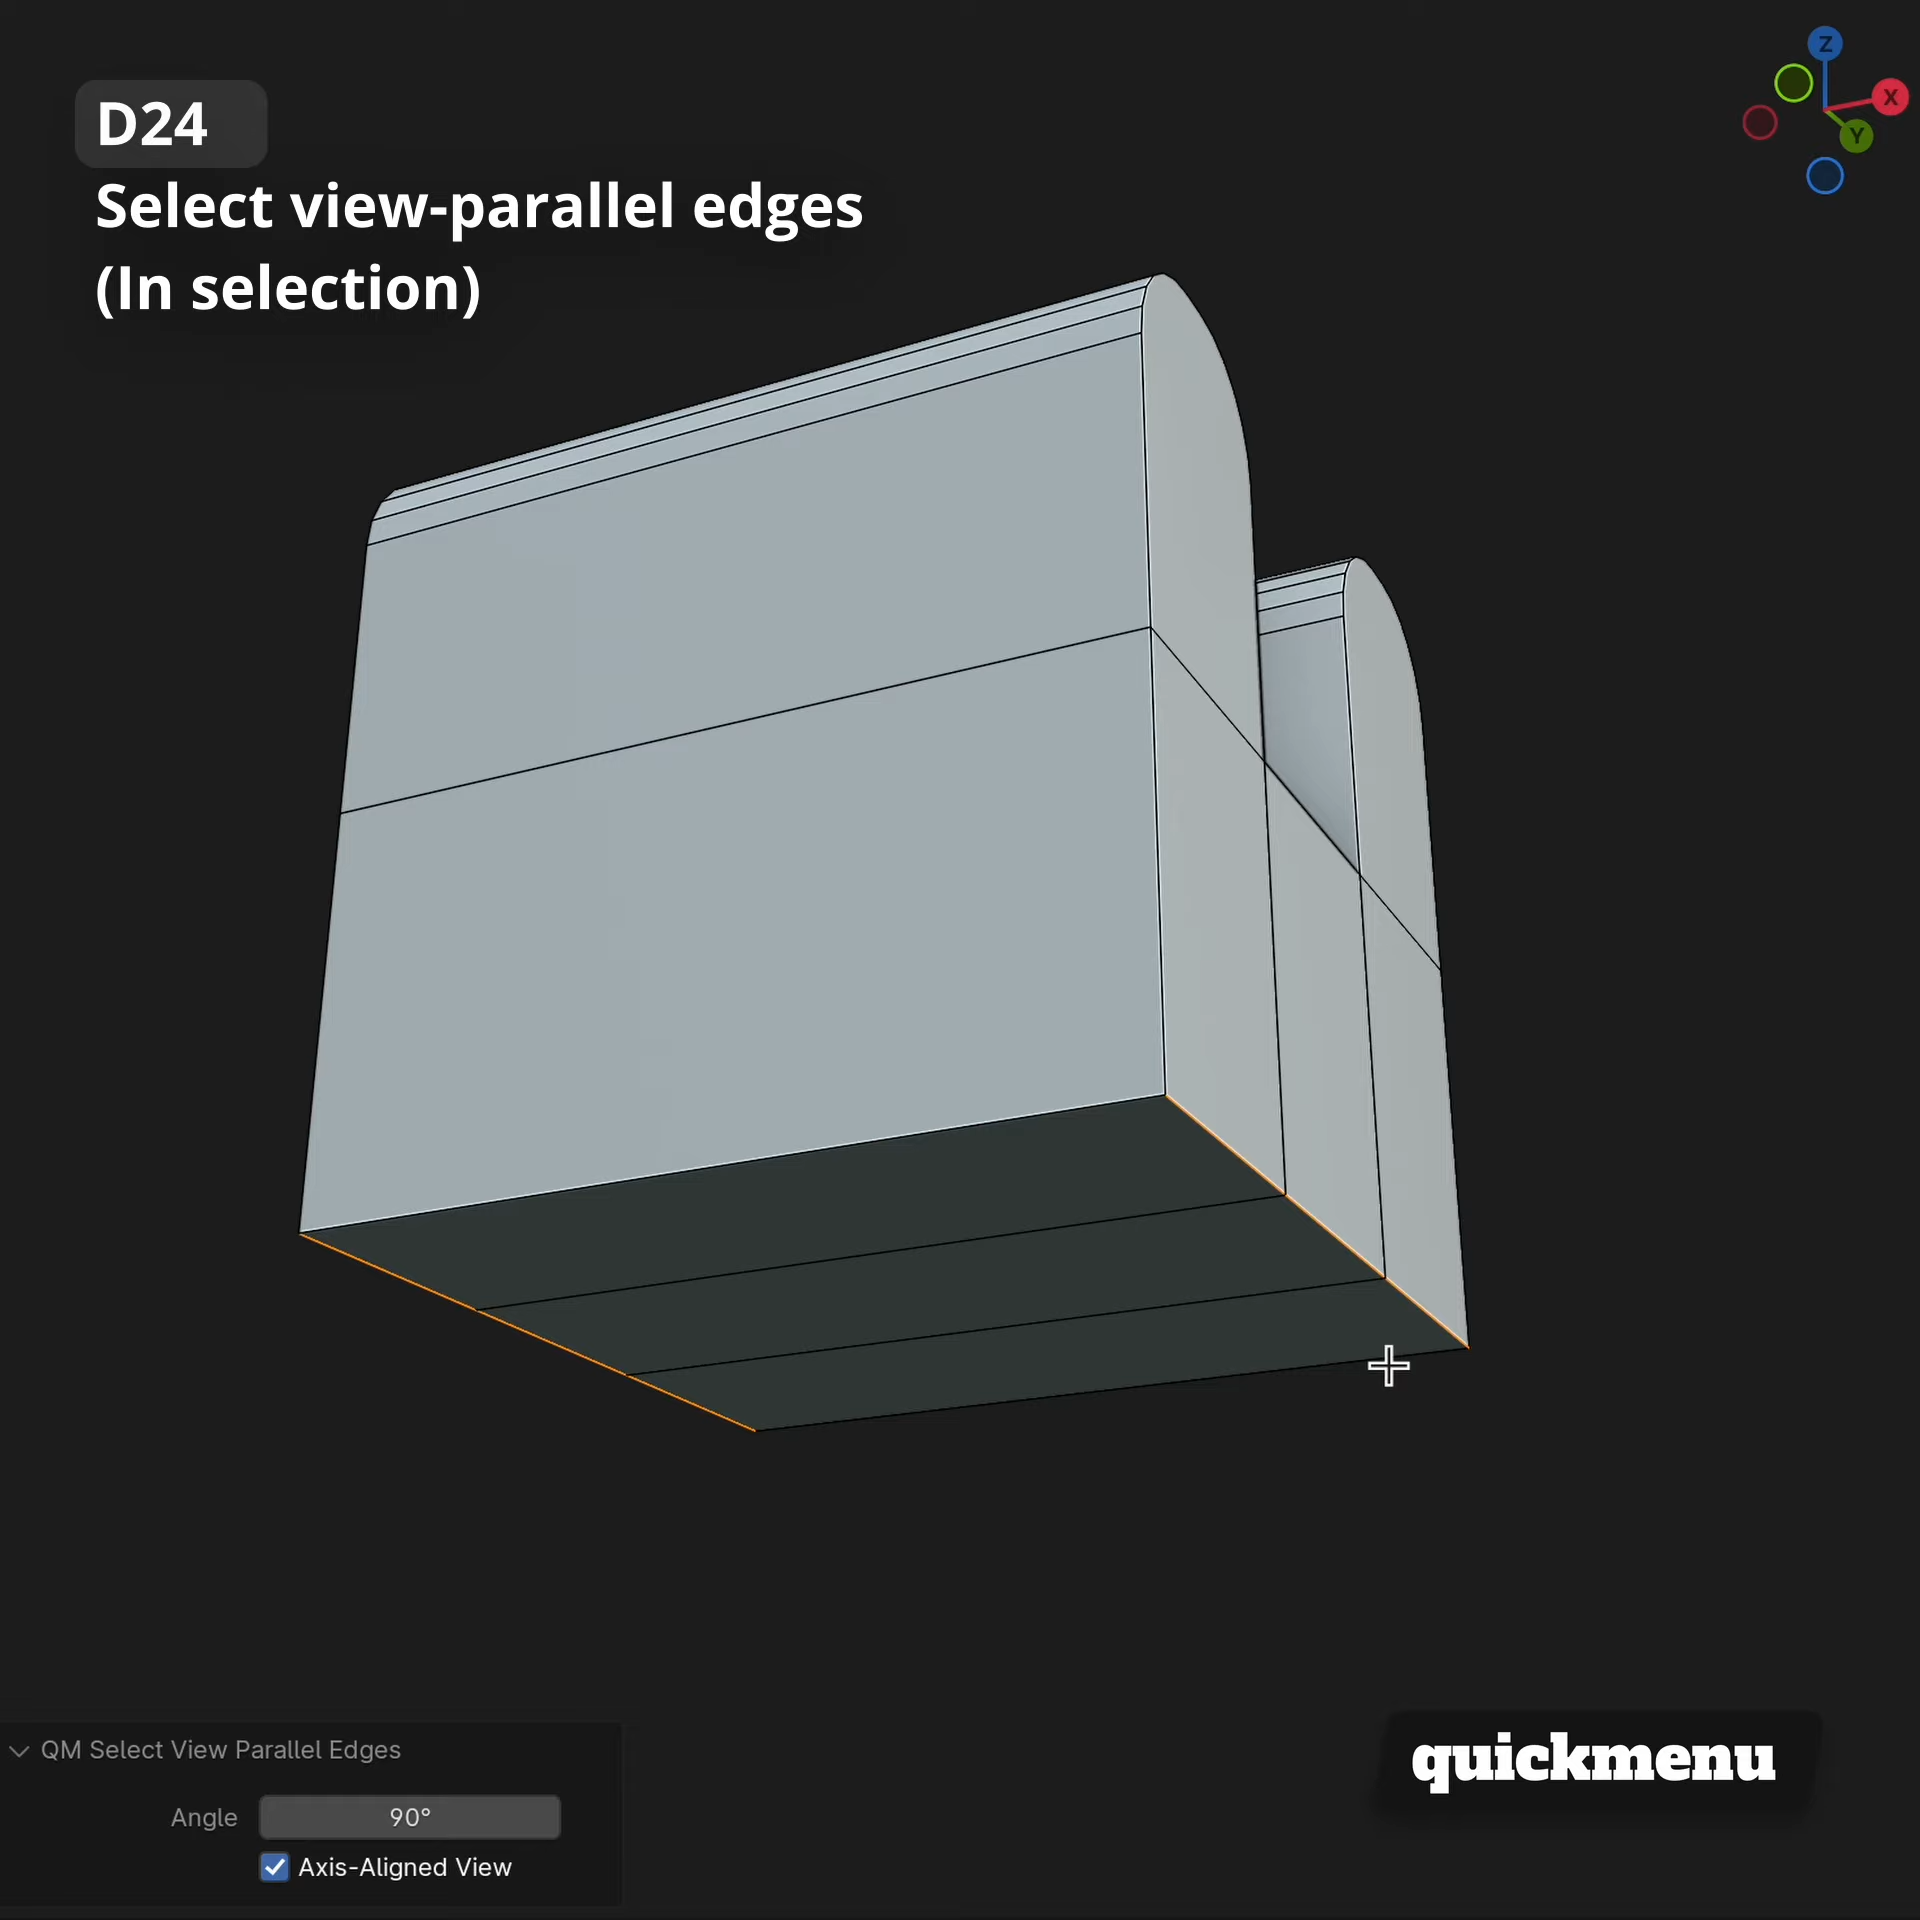 D24
Select view-parallel edges
(In selection)
Z
X
Y
QM Select View Parallel Edges
Angle 90°
Axis-Aligned View
quickmenu